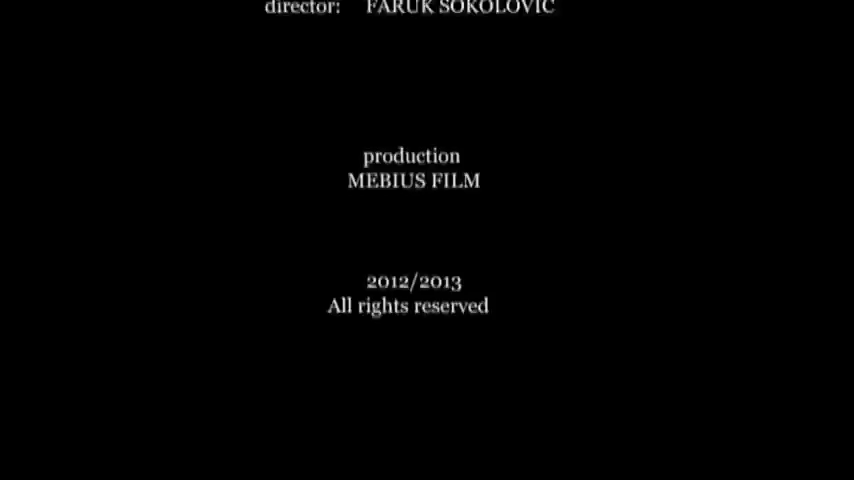 director: FARUK SOKOLOVIC
production
MEBIUS FILM
2012/2013
All rights reserved